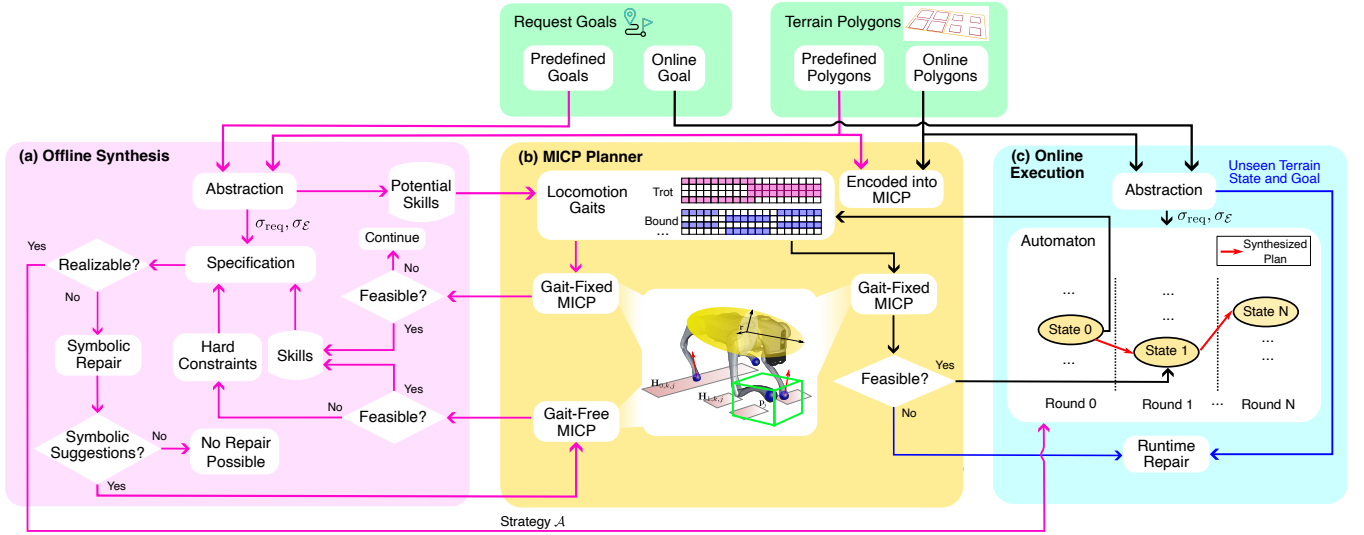 Request Goals
Predefined
Goals
Online
Goal
Terrain Polygons
Predefined
Polygons
Online
Polygons
(a) Offline Synthesis
Abstraction
Potential
Skills
σ_req, σ_ℰ
Continue
Yes
Realizable?
Specification
No
Feasible?
No
Yes
Symbolic
Repair
Hard
Constraints
Skills
Yes
No
Feasible?
Symbolic
Suggestions?
No
No Repair
Possible
Yes
Strategy 𝒜
(b) MICP Planner
Locomotion
Gaits
Trot
Bound
...
Encoded into
MICP
Gait-Fixed
MICP
Gait-Fixed
MICP
r
Gait-Free
MICP
Feasible?
Yes
No
(c) Online
Execution
Unseen Terrain
State and Goal
Abstraction
σ_req, σ_ℰ
Automaton
Synthesized
Plan
...
...
State 0
State 1
State N
...
...
...
Round 0
Round 1
...
Round N
Runtime
Repair